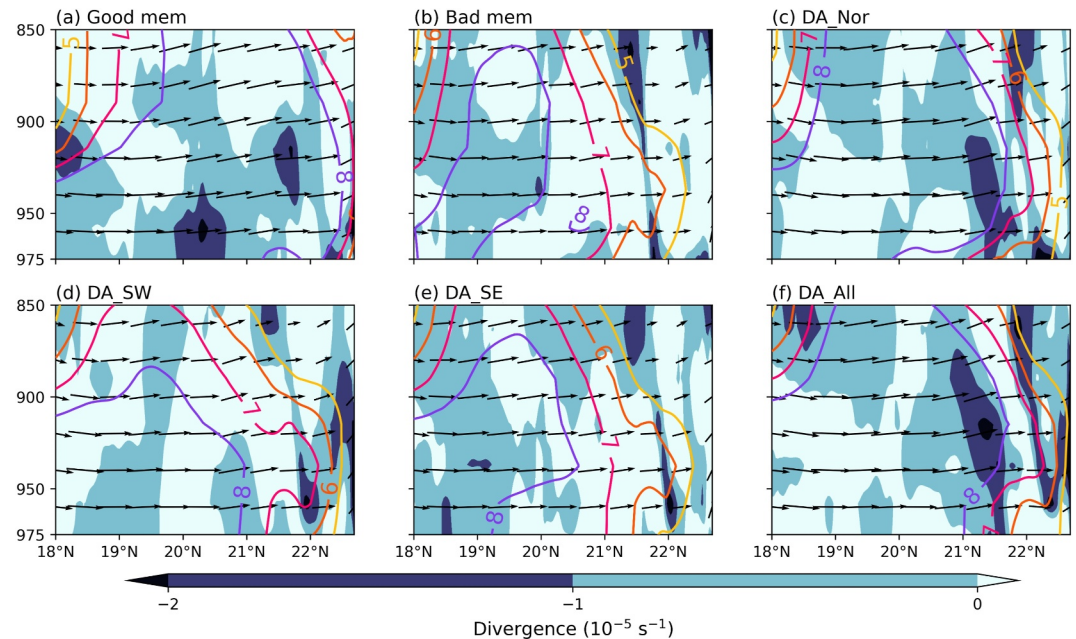 (a) Good mem
(b) Bad mem
(c) DA_Nor
850
900
950
975
5
7
8
6
5
7
8
7
8
7
6
5
(d) DA_SW
(e) DA_SE
(f) DA_All
850
900
950
975
7
8
6
6
7
8
8
7
18°N 19°N 20°N 21°N 22°N
18°N 19°N 20°N 21°N 22°N
18°N 19°N 20°N 21°N 22°N
−2 −1 0
Divergence (10⁻⁵ s⁻¹)